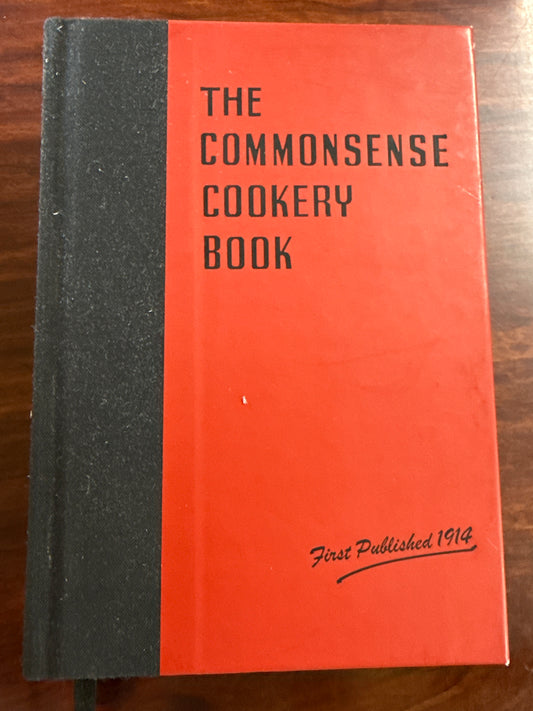 THE
COMMONSENSE
COOKERY
BOOK
First Published 1914